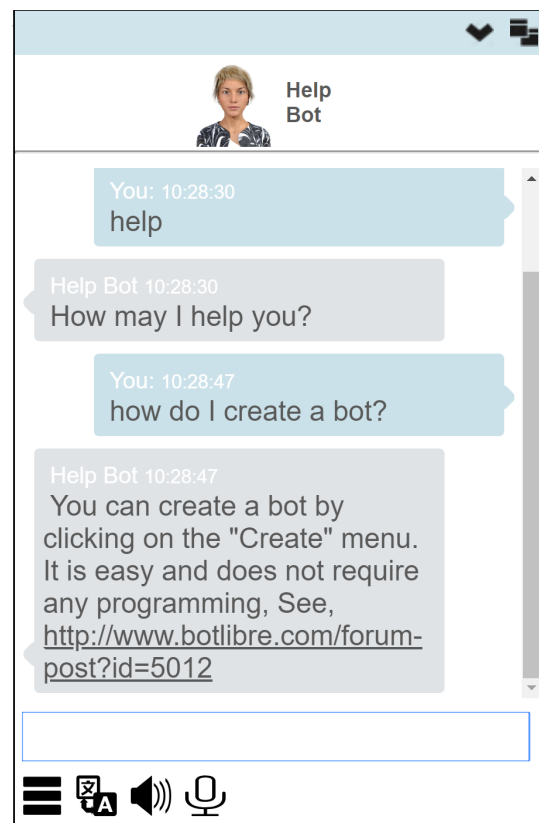 Help
Bot
You: 10:28:30
help
Help Bot 10:28:30
How may I help you?
You: 10:28:47
how do I create a bot?
Help Bot 10:28:47
You can create a bot by
clicking on the "Create" menu.
It is easy and does not require
any programming, See,
http://www.botlibre.com/forum-
post?id=5012
文
A